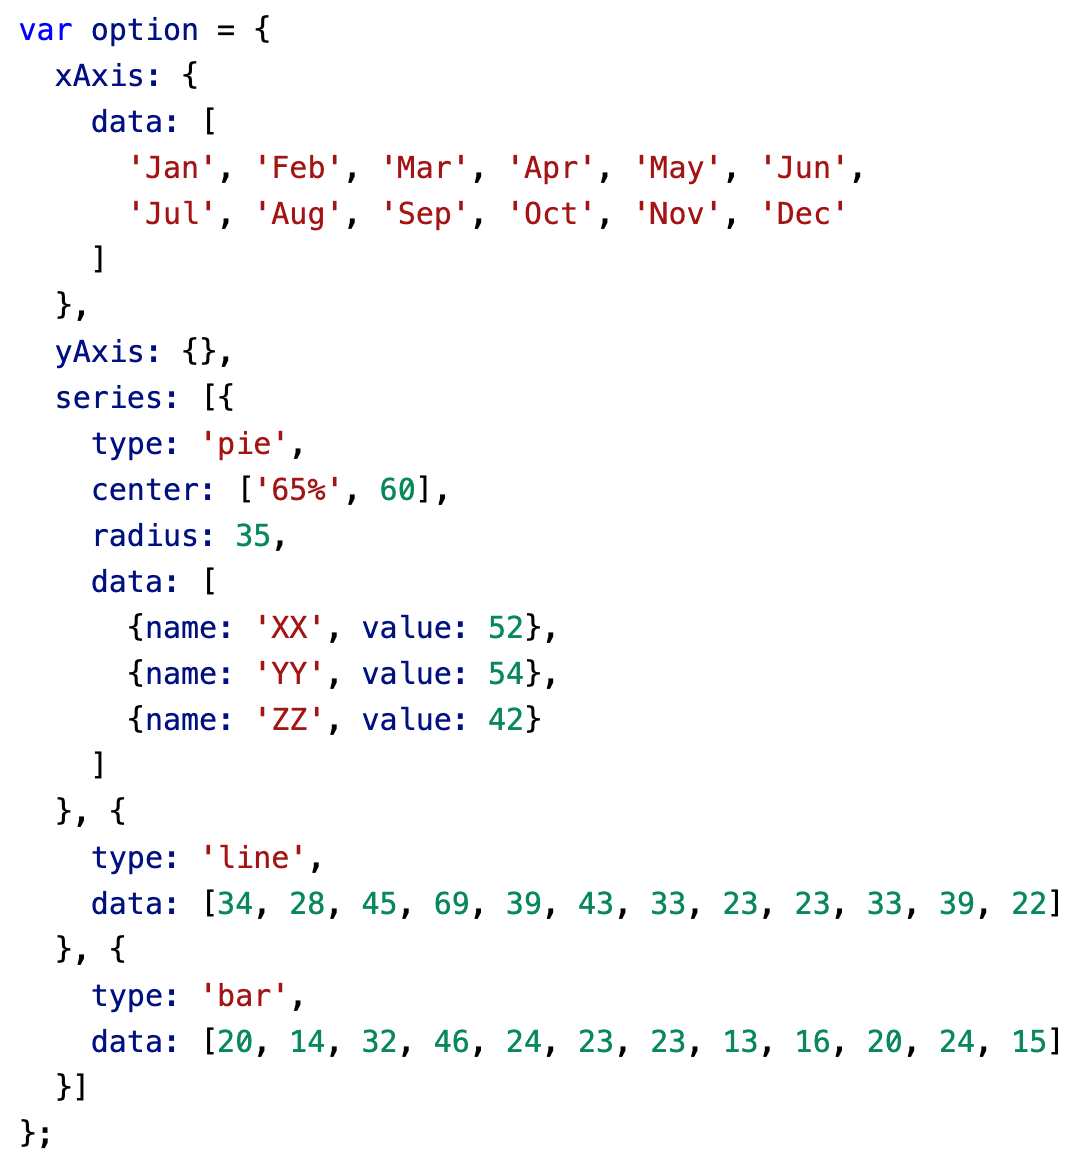 var option = {
  xAxis: {
    data: [
      'Jan', 'Feb', 'Mar', 'Apr', 'May', 'Jun',
      'Jul', 'Aug', 'Sep', 'Oct', 'Nov', 'Dec'
    ]
  },
  yAxis: {},
  series: [{
    type: 'pie',
    center: ['65%', 60],
    radius: 35,
    data: [
      {name: 'XX', value: 52},
      {name: 'YY', value: 54},
      {name: 'ZZ', value: 42}
    ]
  }, {
    type: 'line',
    data: [34, 28, 45, 69, 39, 43, 33, 23, 23, 33, 39, 22]
  }, {
    type: 'bar',
    data: [20, 14, 32, 46, 24, 23, 23, 13, 16, 20, 24, 15]
  }]
};